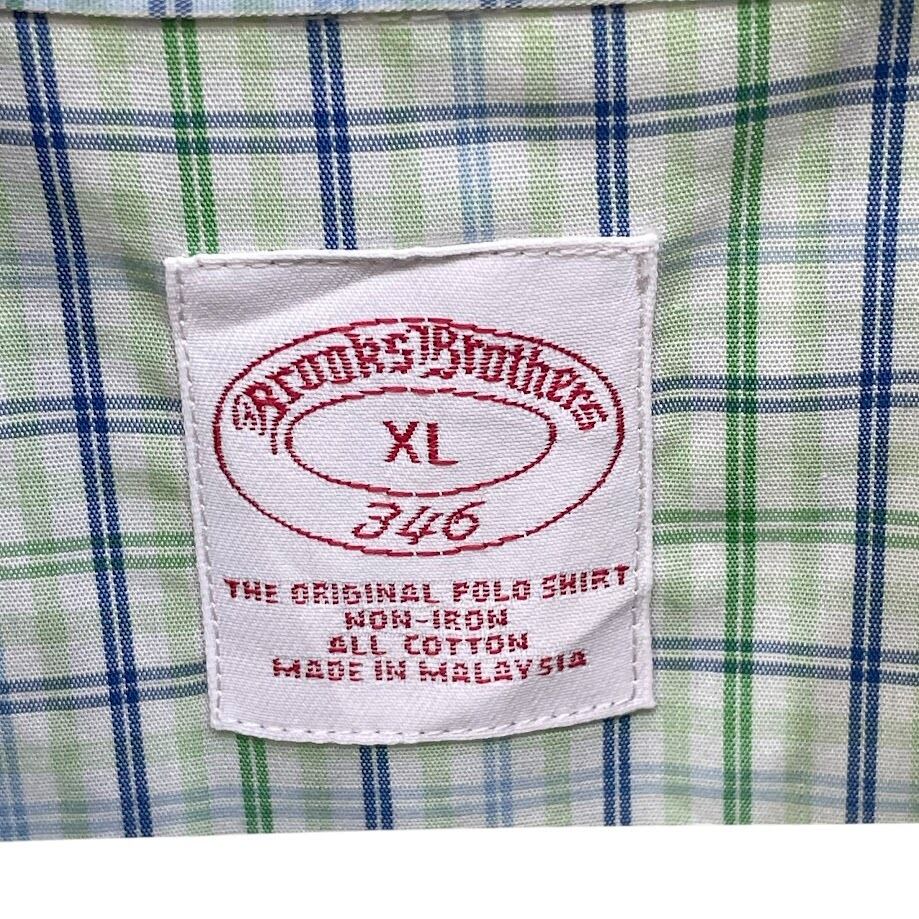 Brooks Brothers
XL
346
THE ORIGINAL POLO SHIRT
NON-IRON
ALL COTTON
MADE IN MALAYSIA